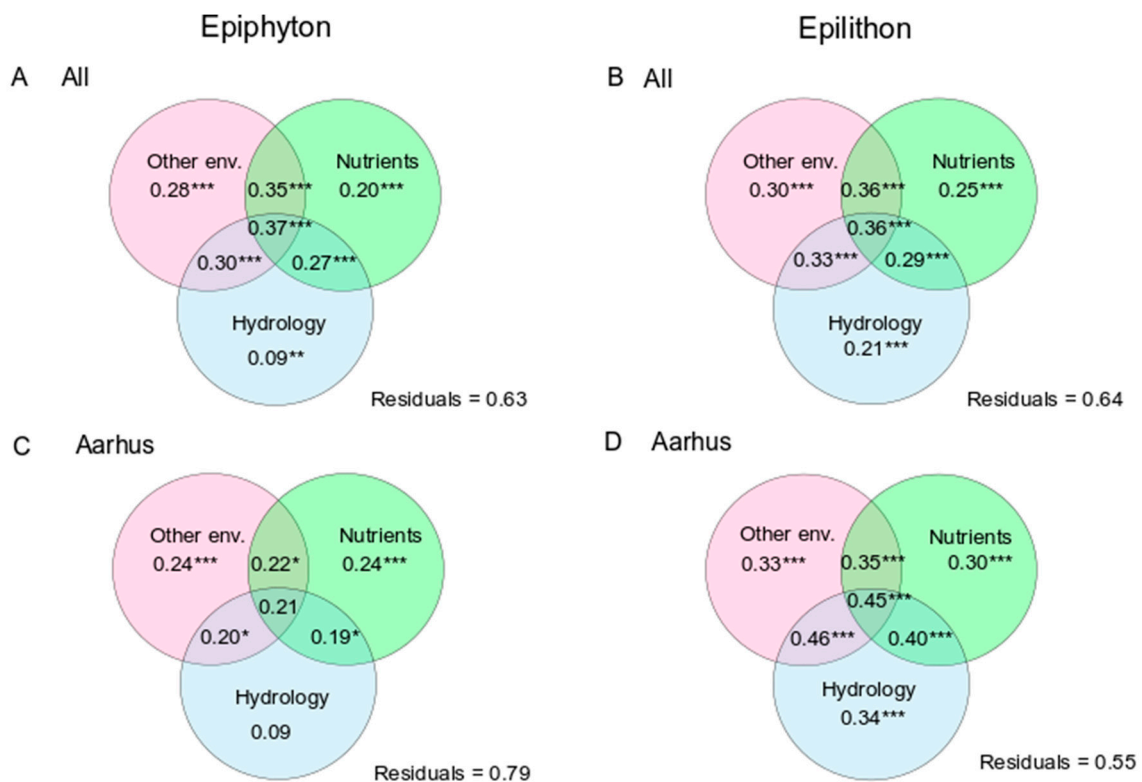 Epiphyton
Epilithon
A All
Other env.
0.28***
0.35***
Nutrients
0.20***
0.37***
0.30***
0.27***
Hydrology
0.09**
Residuals = 0.63
B All
Other env.
0.30***
0.36***
Nutrients
0.25***
0.36***
0.33***
0.29***
Hydrology
0.21***
Residuals = 0.64
C Aarhus
Other env.
0.24***
0.22*
Nutrients
0.24***
0.21
0.20*
0.19*
Hydrology
0.09
Residuals = 0.79
D Aarhus
Other env.
0.33***
0.35***
Nutrients
0.30***
0.45***
0.46***
0.40***
Hydrology
0.34***
Residuals = 0.55